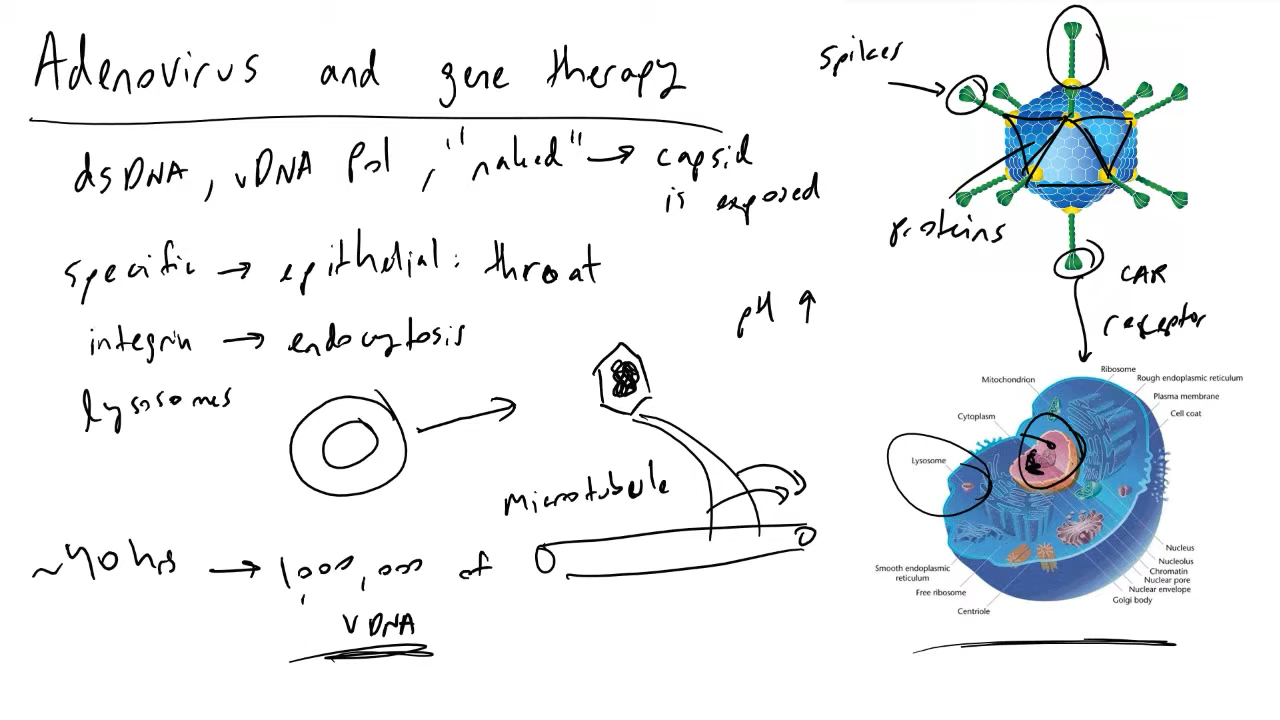 Adenovirus and gene therapy
dsDNA, vDNA Pol, "naked" → capsid
is exposed
specific → epithelial: throat
integrin → endocytosis
lysosomes
pH ↑
Microtubule
~40 hrs → 1,000,000 of
vDNA
spikes
proteins
CAR
receptor
Ribosome
Mitochondrion
Rough endoplasmic reticulum
Plasma membrane
Cytoplasm
Cell coat
Lysosome
Nucleus
Nucleolus
Smooth endoplasmic
reticulum
Chromatin
Nuclear pore
Free ribosome
Nuclear envelope
Golgi body
Centriole